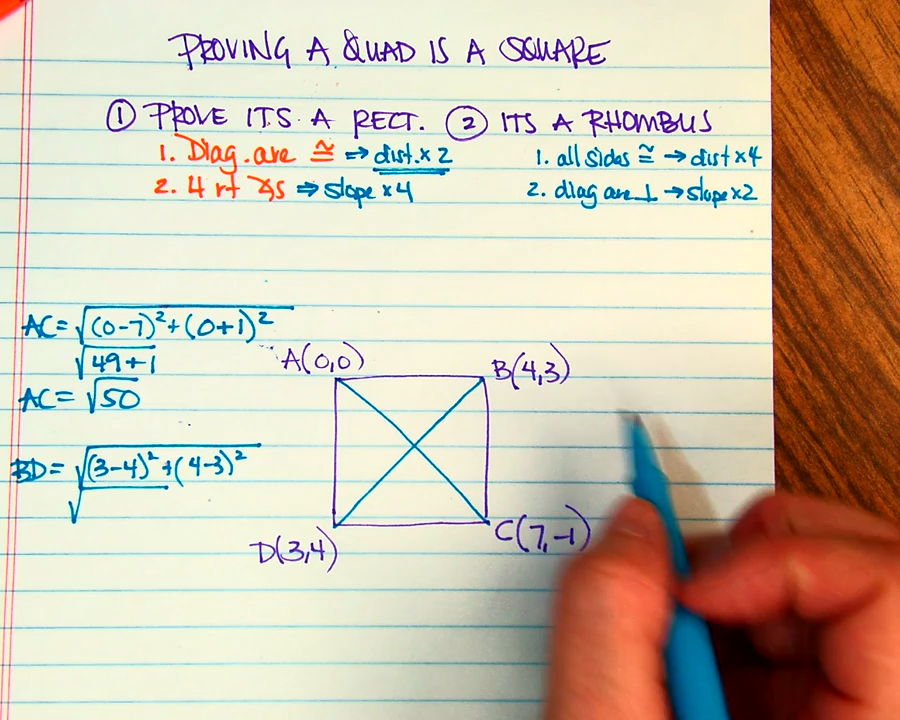 PROVING A QUAD IS A SQUARE
① PROVE ITS A RECT. ② ITS A RHOMBUS
1. Diag. are ≅ ⇒ dist. × 2
2. 4 rt ∡s ⇒ slope × 4
1. all sides ≅ → dist × 4
2. diag are ⊥ → slope × 2
AC = √(0-7)² + (0+1)²
√49+1
AC = √50
BD = √(3-4)² + (4-3)²
√
A(0,0)
B(4,3)
D(3,4)
C(7,-1)